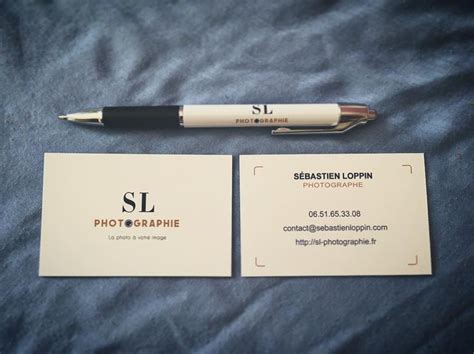 SL
PHOTOGRAPHIE
SL
PHOTOGRAPHIE
La photo à votre image
SÉBASTIEN LOPPIN
PHOTOGRAPHE
06.51.65.33.08
contact@sebastienloppin.com
http://sl-photographie.fr